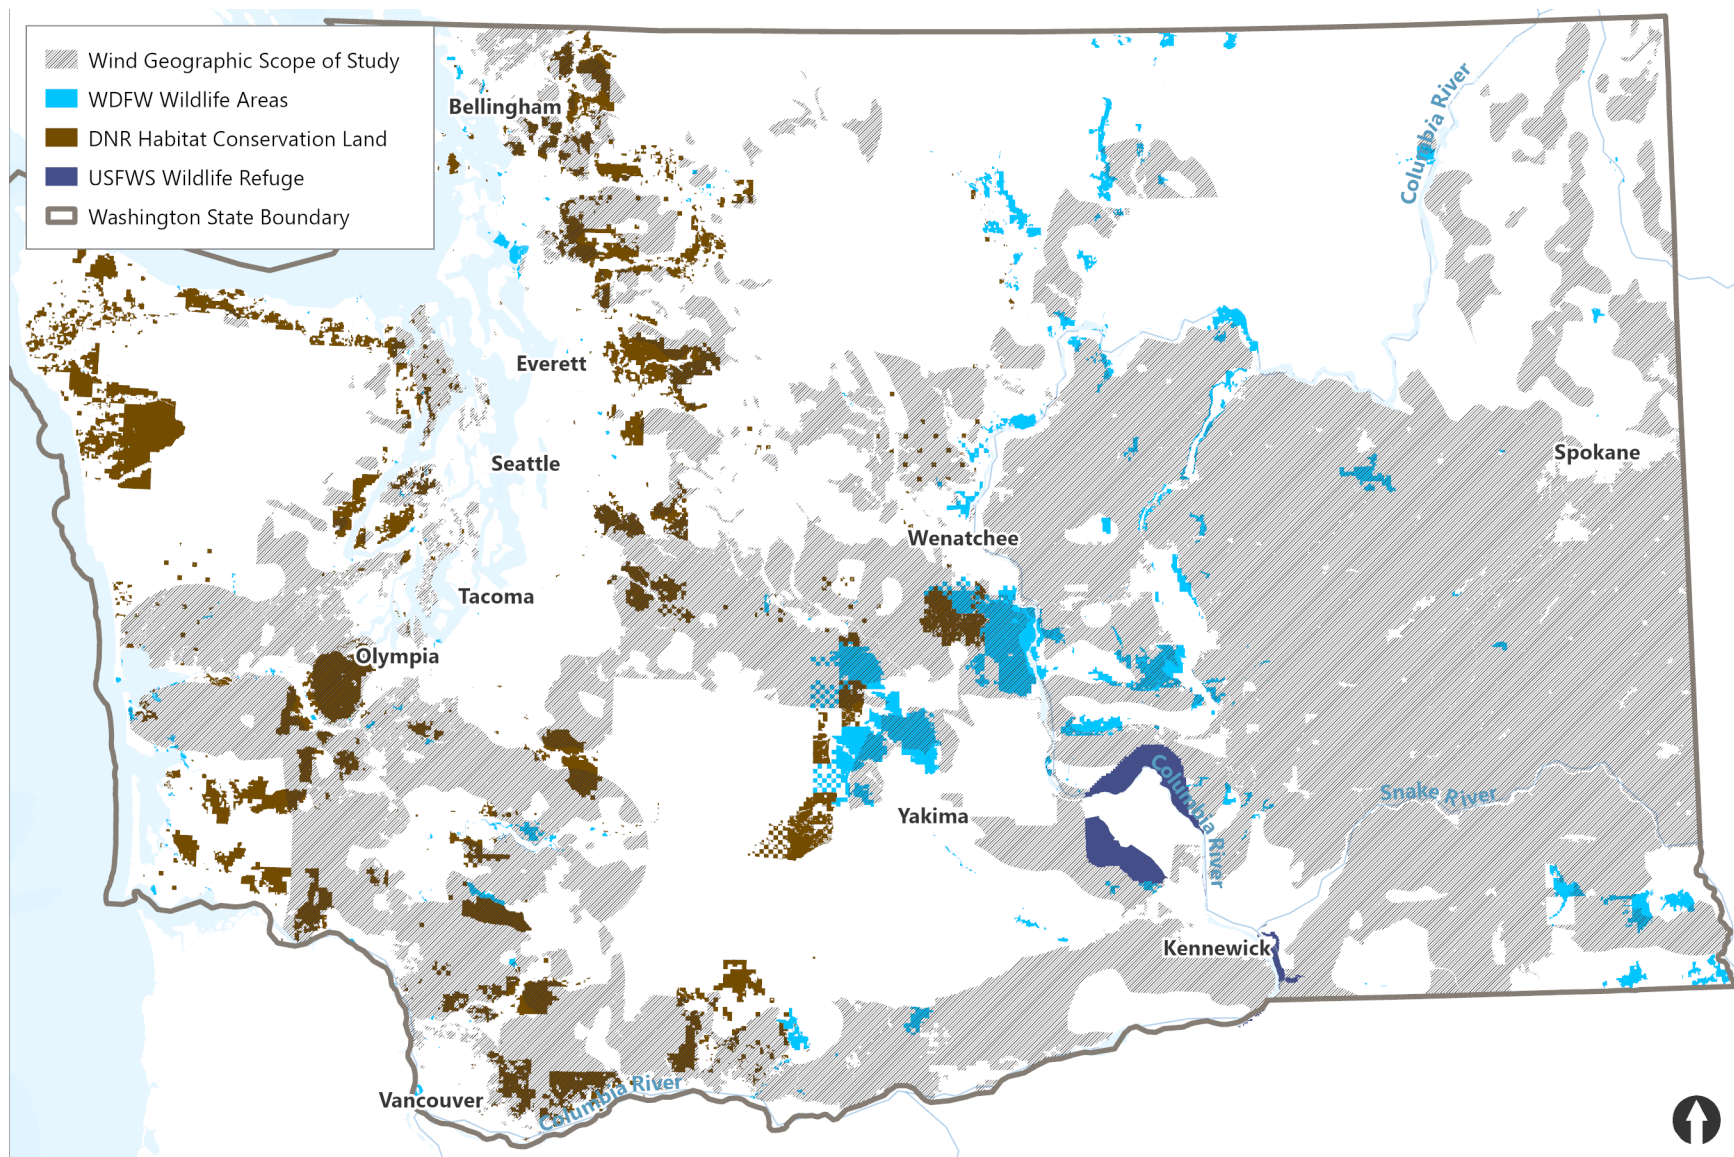 Wind Geographic Scope of Study
WDFW Wildlife Areas
DNR Habitat Conservation Land
USFWS Wildlife Refuge
Washington State Boundary
Bellingham
Columbia River
Everett
Seattle
Spokane
Wenatchee
Tacoma
Olympia
Columbia River
Snake River
Yakima
Kennewick
Vancouver
Columbia River